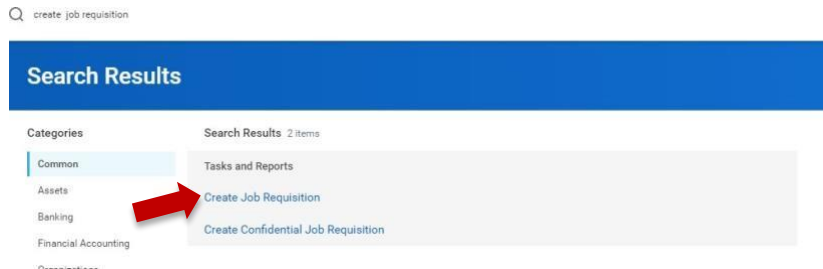 create job requisition
Search Results
Categories
Search Results 2 items
Common
Tasks and Reports
Assets
Create Job Requisition
Banking
Create Confidential Job Requisition
Financial Accounting
Organizations